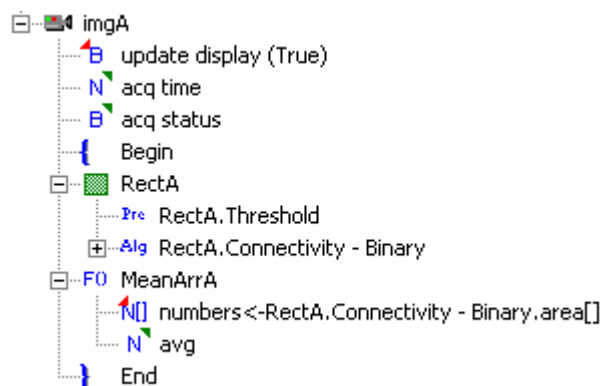 imgA
B update display (True)
N acq time
B acq status
{ Begin
RectA
Pre RectA.Threshold
Alg RectA.Connectivity - Binary
F() MeanArrA
N[] numbers<-RectA.Connectivity - Binary.area[]
N avg
} End